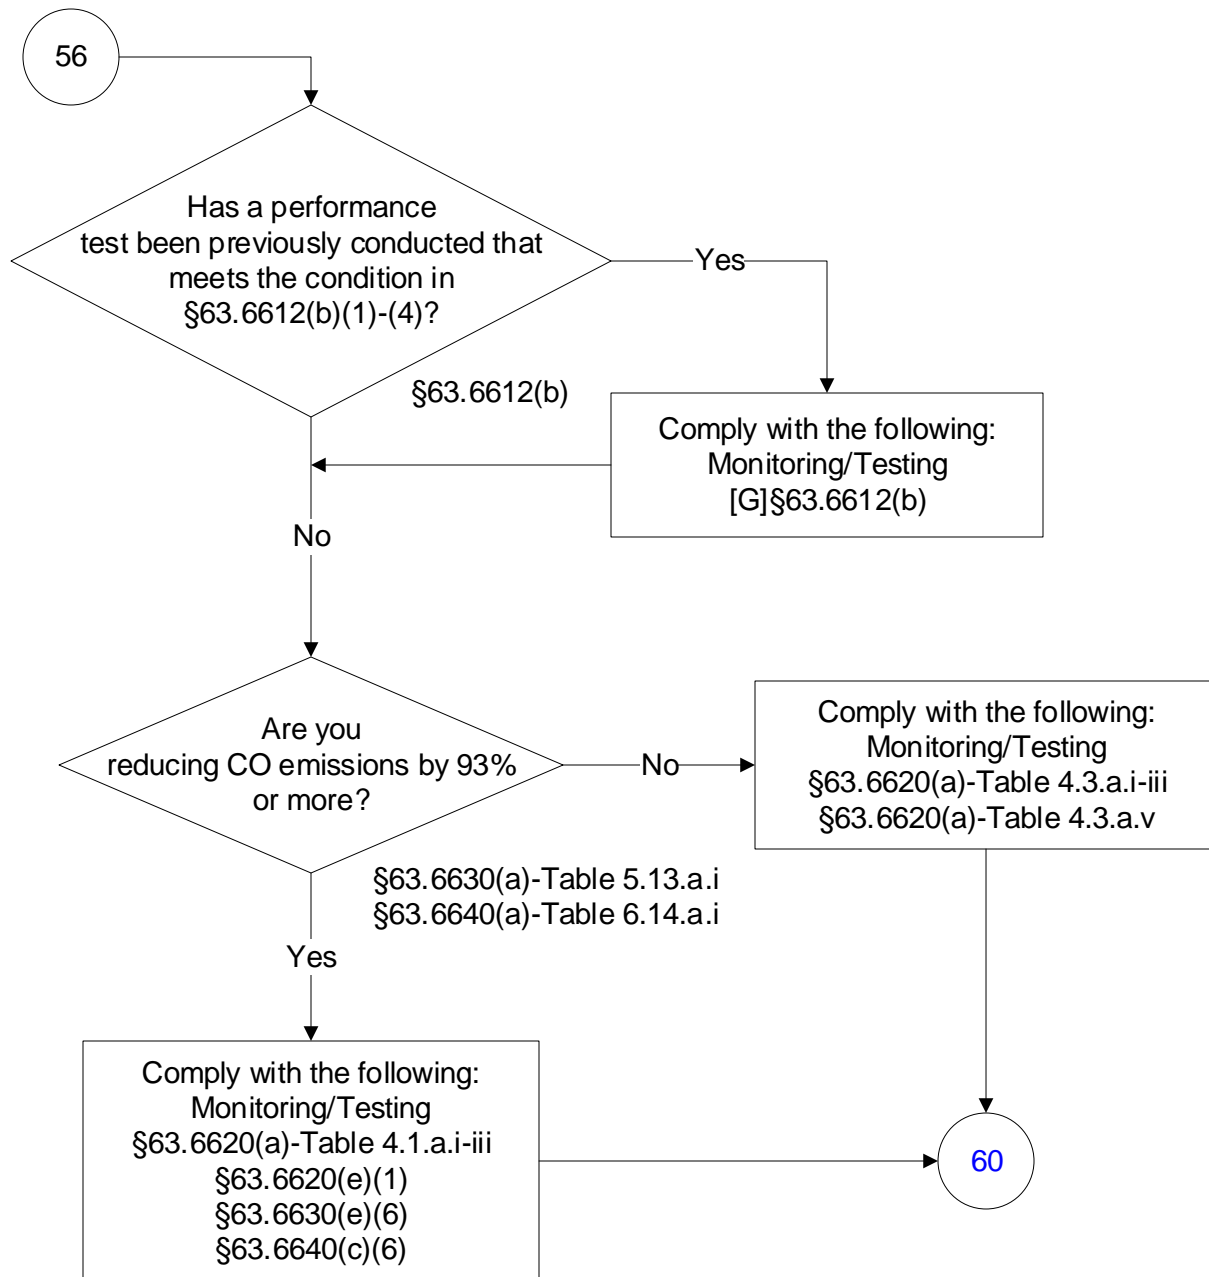 56
Has a performance
test been previously conducted that
meets the condition in
§63.6612(b)(1)-(4)?
Yes
§63.6612(b)
Comply with the following:
Monitoring/Testing
[G]§63.6612(b)
No
Are you
reducing CO emissions by 93%
or more?
No
Comply with the following:
Monitoring/Testing
§63.6620(a)-Table 4.3.a.i-iii
§63.6620(a)-Table 4.3.a.v
§63.6630(a)-Table 5.13.a.i
§63.6640(a)-Table 6.14.a.i
Yes
Comply with the following:
Monitoring/Testing
§63.6620(a)-Table 4.1.a.i-iii
§63.6620(e)(1)
§63.6630(e)(6)
§63.6640(c)(6)
60